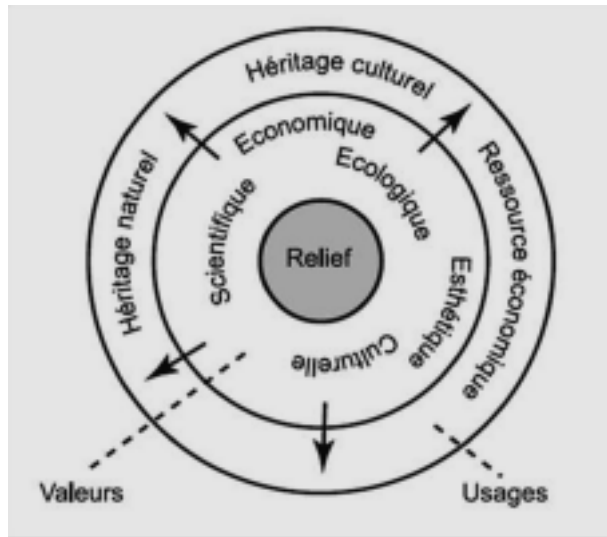 Héritage culturel
Economique
Ecologique
Ressource économique
Héritage naturel
Scientifique
Relief
Esthétique
Culturelle
Valeurs
Usages